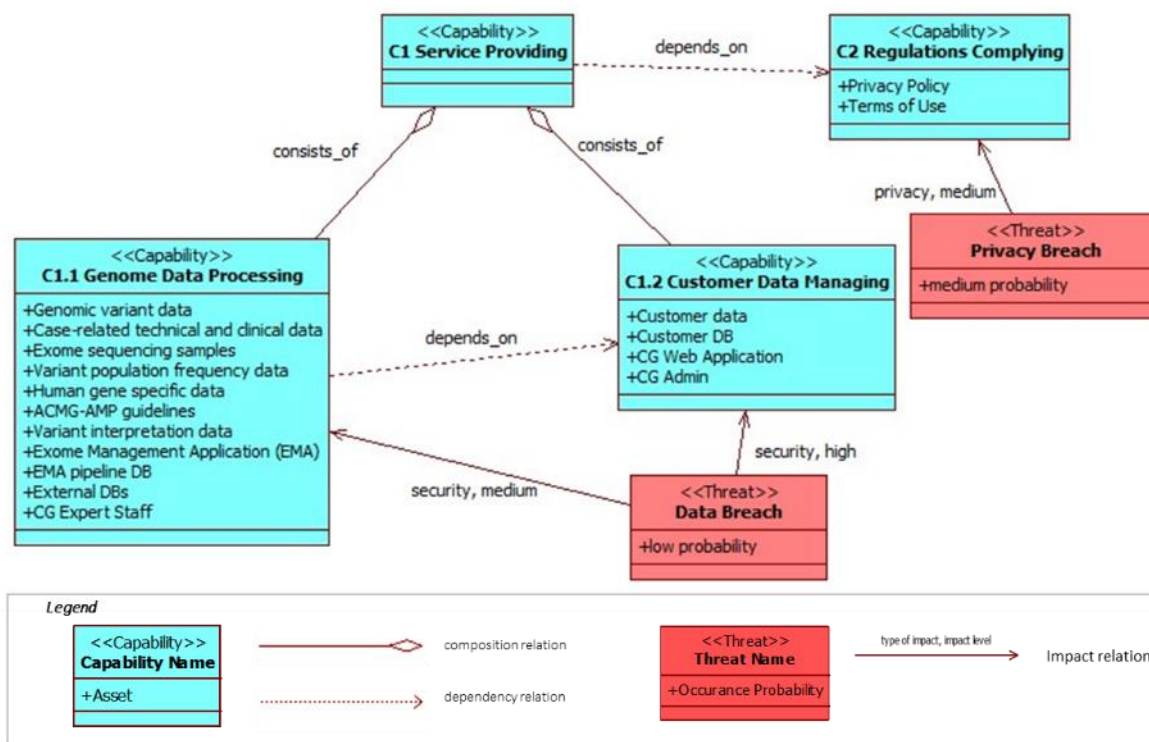 <<Capability>>
C1 Service Providing
depends_on
<<Capability>>
C2 Regulations Complying
+Privacy Policy
+Terms of Use
consists_of
consists_of
privacy, medium
<<Threat>>
Privacy Breach
+medium probability
<<Capability>>
C1.1 Genome Data Processing
+Genomic variant data
+Case-related technical and clinical data
+Exome sequencing samples
+Variant population frequency data
+Human gene specific data
+ACMG-AMP guidelines
+Variant interpretation data
+Exome Management Application (EMA)
+EMA pipeline DB
+External DBs
+CG Expert Staff
depends_on
<<Capability>>
C1.2 Customer Data Managing
+Customer data
+Customer DB
+CG Web Application
+CG Admin
security, medium
security, high
<<Threat>>
Data Breach
+low probability
Legend
<<Capability>>
Capability Name
+Asset
composition relation
dependency relation
<<Threat>>
Threat Name
+Occurance Probability
type of impact, impact level
Impact relation